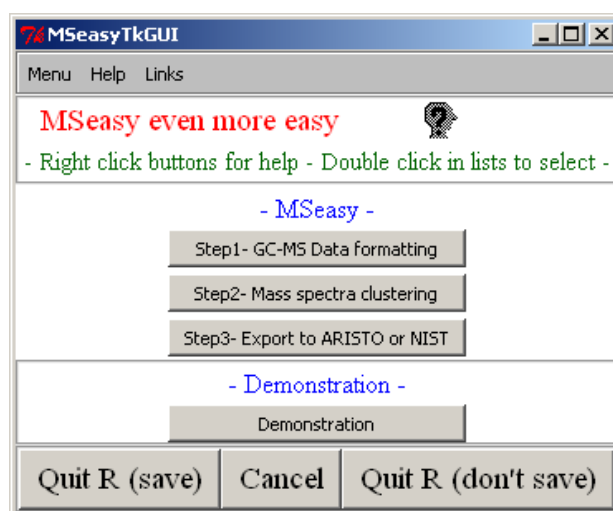 MSeasyTkGUI
Menu Help Links
MSeasy even more easy
- Right click buttons for help - Double click in lists to select -
- MSeasy -
Step1- GC-MS Data formatting
Step2- Mass spectra clustering
Step3- Export to ARISTO or NIST
- Demonstration -
Demonstration
Quit R (save) Cancel Quit R (don't save)